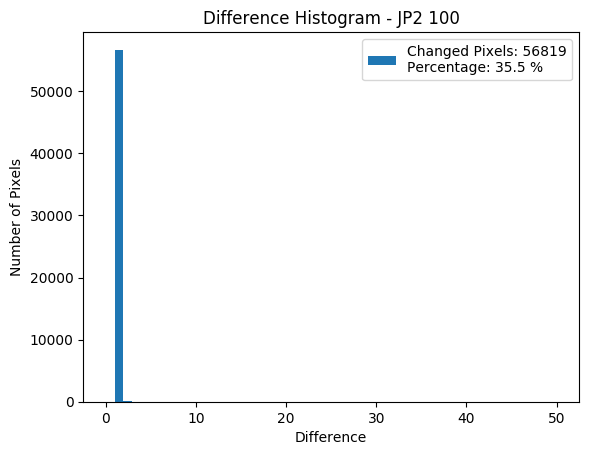 Difference Histogram - JP2 100
Changed Pixels: 56819
Percentage: 35.5 %
Number of Pixels
50000
40000
30000
20000
10000
0
0 10 20 30 40 50
Difference